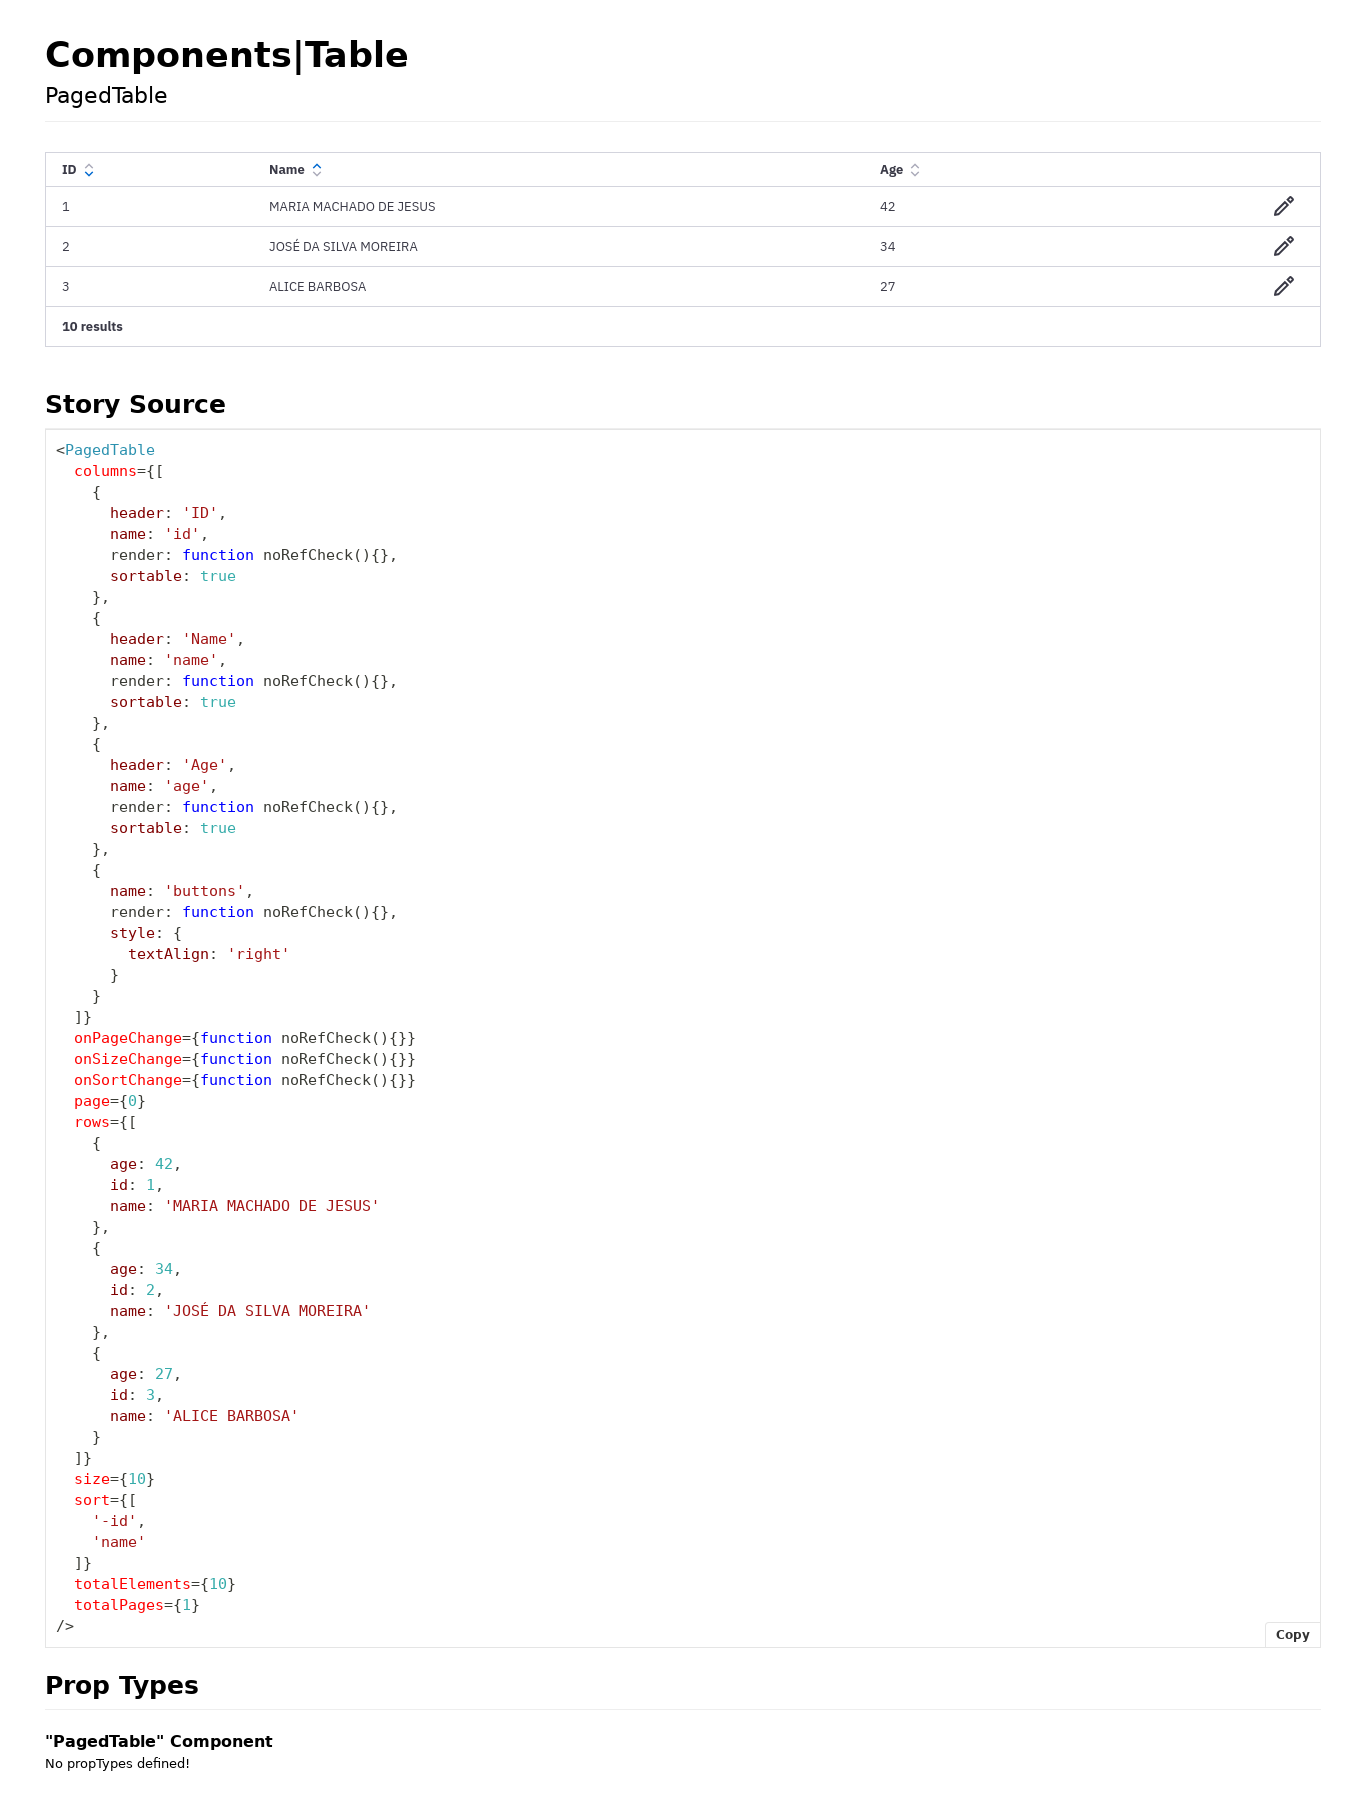 Components|Table
PagedTable
ID Name Age
1 MARIA MACHADO DE JESUS 42
2 JOSÉ DA SILVA MOREIRA 34
3 ALICE BARBOSA 27
10 results
Story Source
<PagedTable
  columns={[
    {
      header: 'ID',
      name: 'id',
      render: function noRefCheck(){},
      sortable: true
    },
    {
      header: 'Name',
      name: 'name',
      render: function noRefCheck(){},
      sortable: true
    },
    {
      header: 'Age',
      name: 'age',
      render: function noRefCheck(){},
      sortable: true
    },
    {
      name: 'buttons',
      render: function noRefCheck(){},
      style: {
        textAlign: 'right'
      }
    }
  ]}
  onPageChange={function noRefCheck(){}}
  onSizeChange={function noRefCheck(){}}
  onSortChange={function noRefCheck(){}}
  page={0}
  rows={[
    {
      age: 42,
      id: 1,
      name: 'MARIA MACHADO DE JESUS'
    },
    {
      age: 34,
      id: 2,
      name: 'JOSÉ DA SILVA MOREIRA'
    },
    {
      age: 27,
      id: 3,
      name: 'ALICE BARBOSA'
    }
  ]}
  size={10}
  sort={[
    '-id',
    'name'
  ]}
  totalElements={10}
  totalPages={1}
/>
Copy
Prop Types
"PagedTable" Component
No propTypes defined!